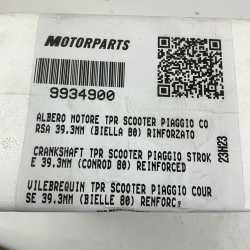 MOTORPARTS
9934900
ALBERO MOTORE TPR SCOOTER PIAGGIO CO
RSA 39.3MM (BIELLA 80) RINFORZATO
23H23
CRANKSHAFT TPR SCOOTER PIAGGIO STROK
E 39.3MM (CONROD 80) REINFORCED
VILEBREQUIN TPR SCOOTER PIAGGIO COUR
SE 39.3MM (BIELLE 80) RENFORC